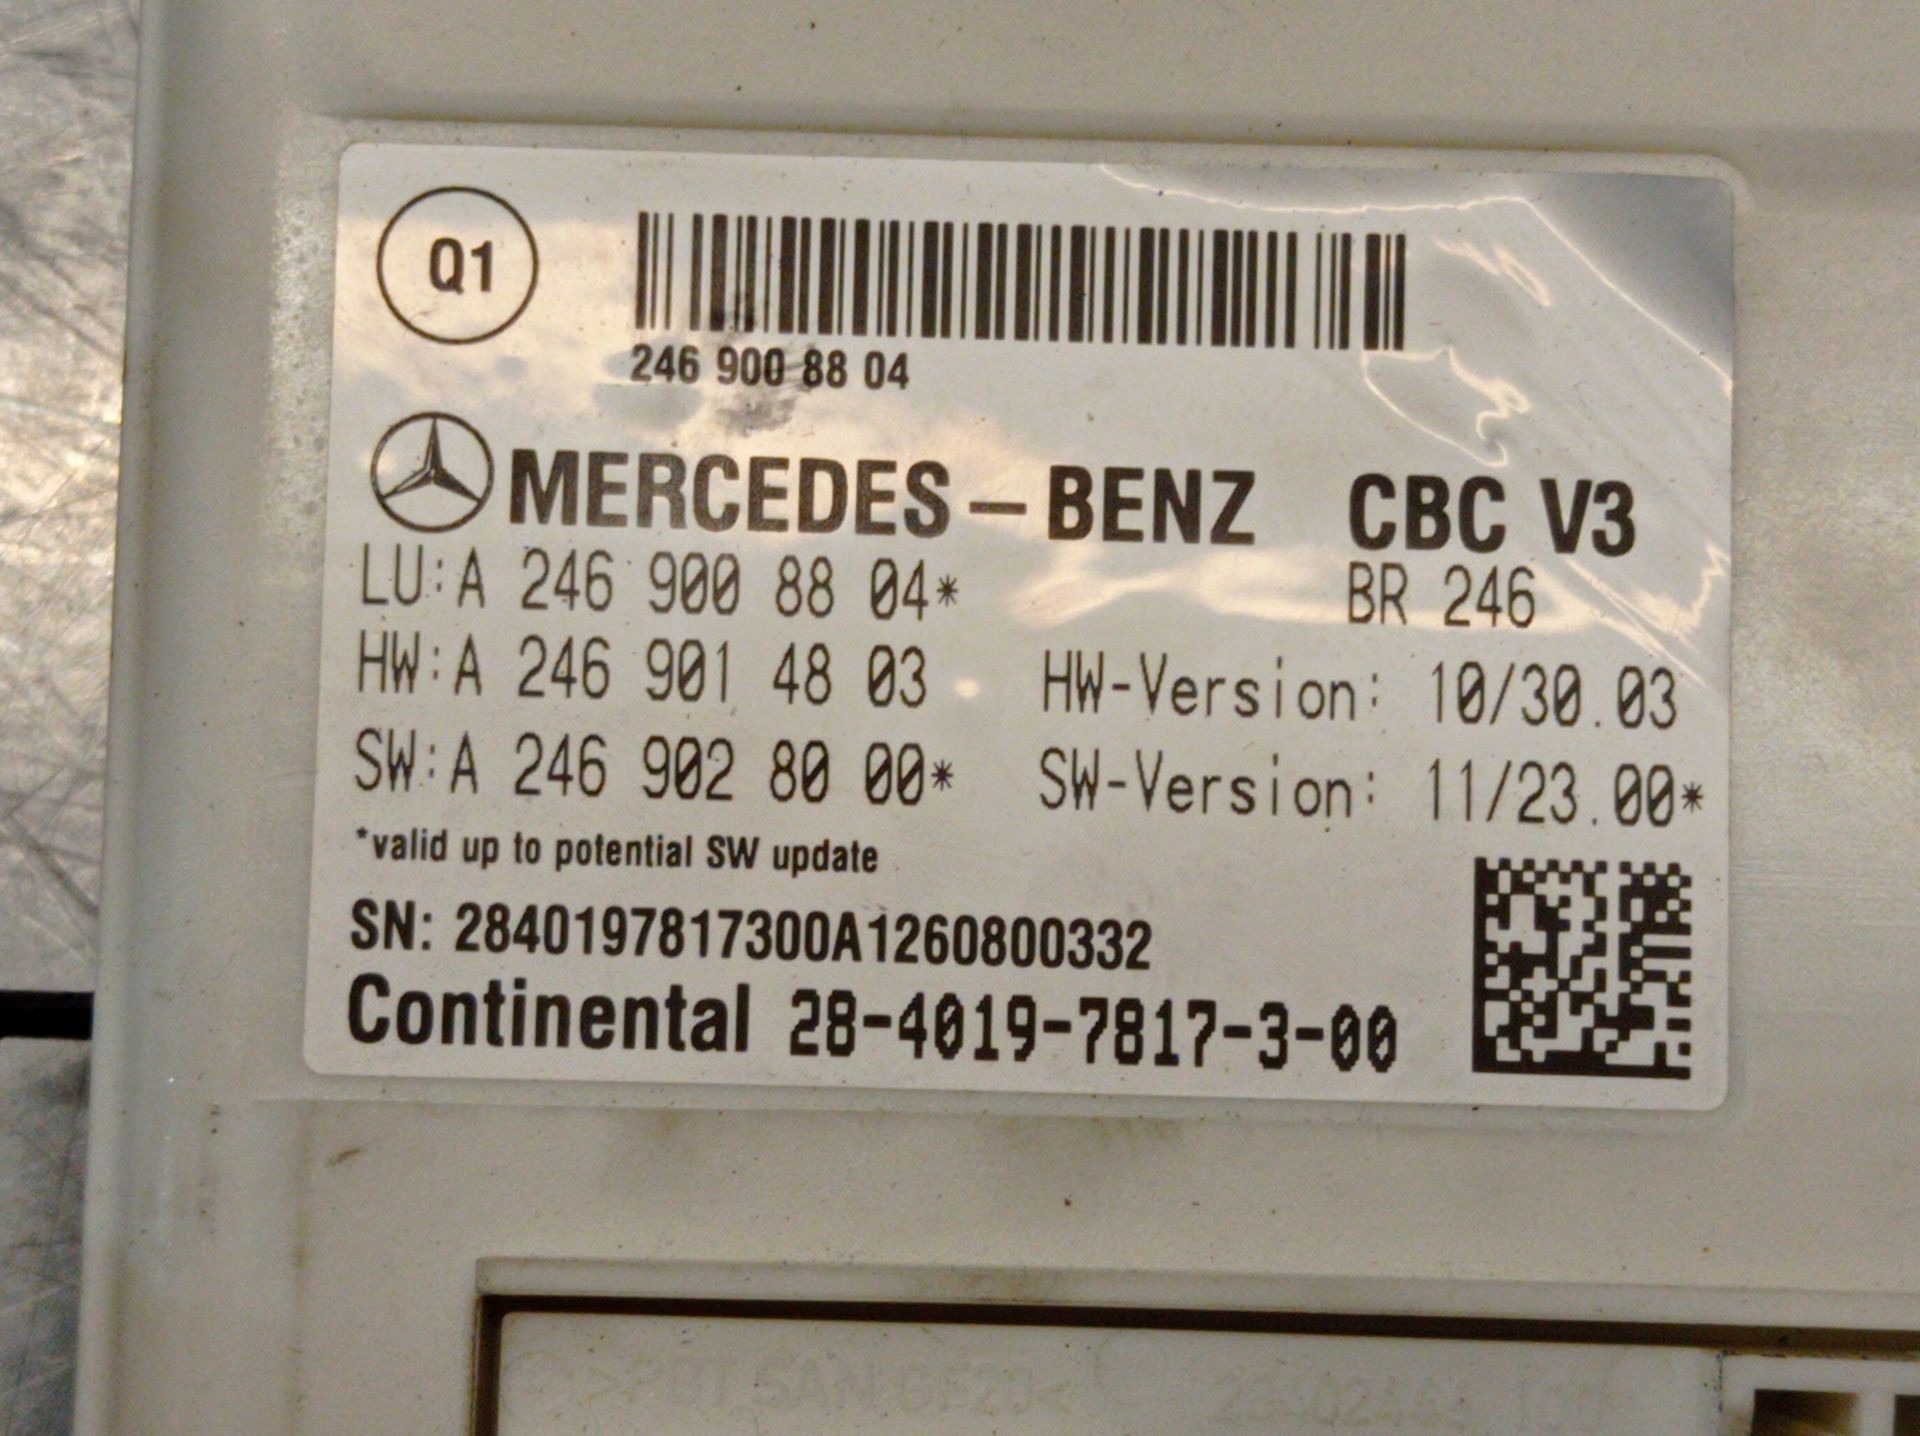 Q1
246 900 88 04
MERCEDES-BENZ CBC V3
LU:A 246 900 88 04* BR 246
HW:A 246 901 48 03 HW-Version: 10/30.03
SW:A 246 902 80 00* SW-Version: 11/23.00*
*valid up to potential SW update
SN: 2840197817300A1260800332
Continental 28-4019-7817-3-00